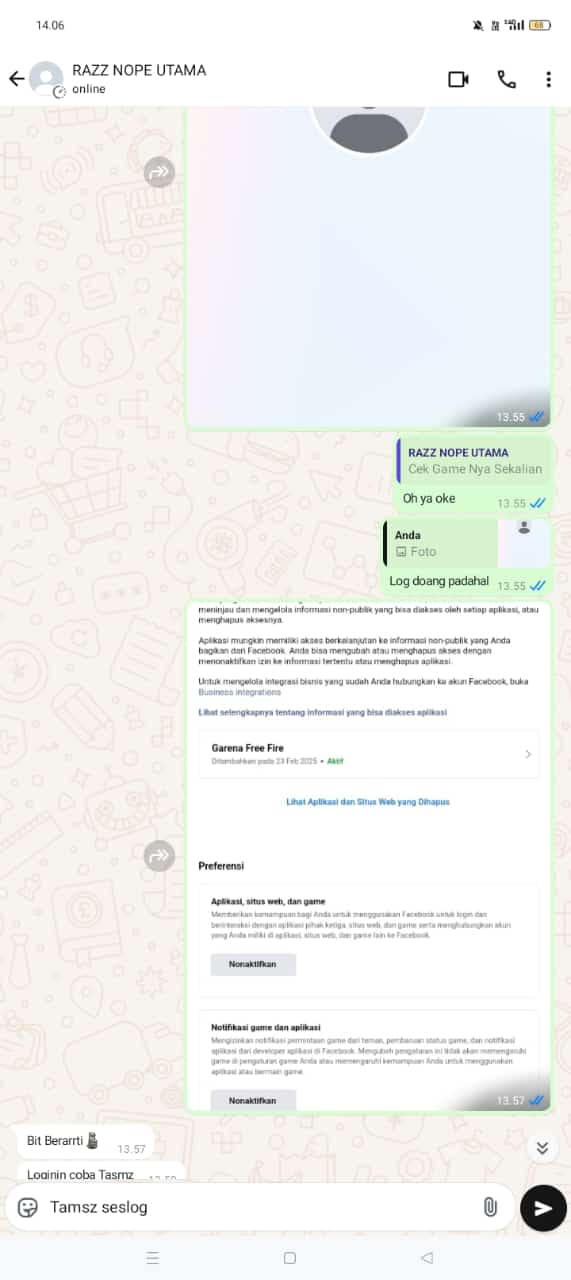 14.06
68
RAZZ NOPE UTAMA
online
13.55
RAZZ NOPE UTAMA
Cek Game Nya Sekalian
Oh ya oke
13.55
Anda
Foto
Log doang padahal
13.55
meninjau dan mengelola informasi non-publik yang bisa diakses oleh setiap aplikasi, atau
menghapus aksesnya.
Aplikasi mungkin memiliki akses berkelanjutan ke informasi non-publik yang Anda
bagikan dari Facebook. Anda bisa mengubah atau menghapus akses dengan
menonaktifkan izin ke informasi tertentu atau menghapus aplikasi.
Untuk mengelola integrasi bisnis yang sudah Anda hubungkan ke akun Facebook, buka
Business integrations
Lihat selengkapnya tentang informasi yang bisa diakses aplikasi
Garena Free Fire
Ditambahkan pada 23 Feb 2025 • Aktif
Lihat Aplikasi dan Situs Web yang Dihapus
Preferensi
Aplikasi, situs web, dan game
Memberikan kemampuan bagi Anda untuk menggunakan Facebook untuk login dan
berinteraksi dengan aplikasi pihak ketiga, situs web, dan game serta menghubungkan akun
yang Anda miliki di aplikasi, situs web, dan game lain ke Facebook.
Nonaktifkan
Notifikasi game dan aplikasi
Mengizinkan notifikasi permintaan game dari teman, pembaruan status game, dan notifikasi
aplikasi dari developer aplikasi di Facebook. Mengubah pengaturan ini tidak akan memengaruhi
game di pengaturan game Anda atau memengaruhi kemampuan Anda untuk menggunakan
aplikasi atau bermain game.
Nonaktifkan
13.57
Bit Berarrti
13.57
Loginin coba Tasmz
Tamsz seslog